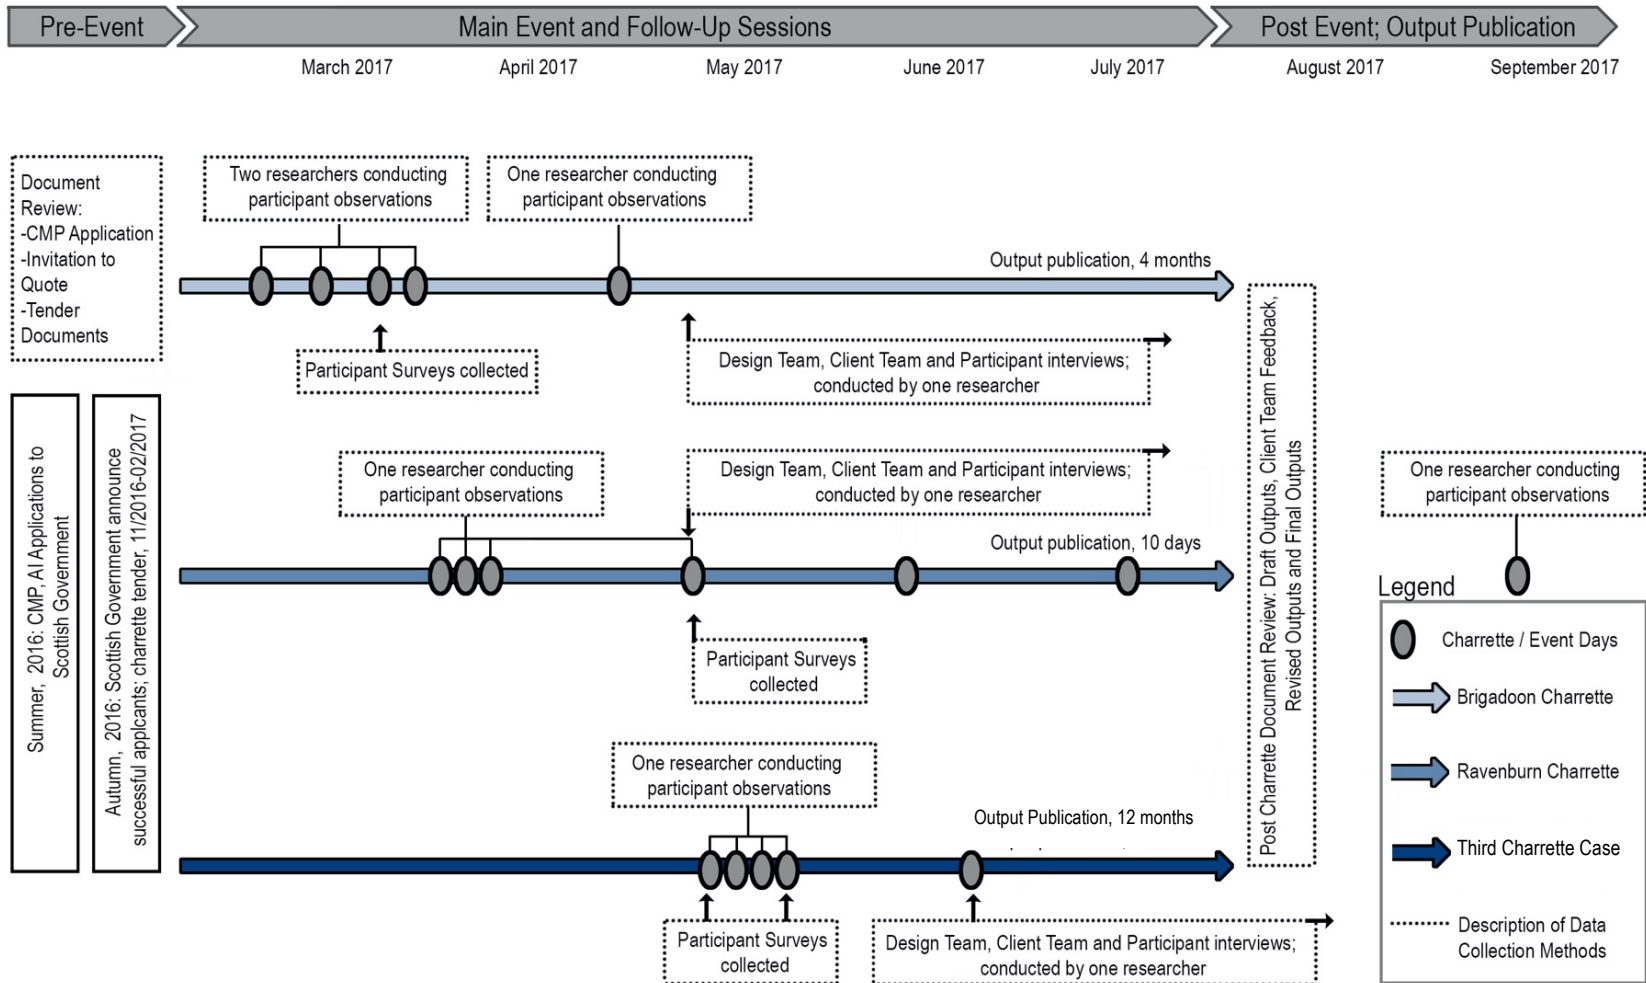 Pre-Event
Main Event and Follow-Up Sessions
Post Event; Output Publication
March 2017
April 2017
May 2017
June 2017
July 2017
August 2017
September 2017
Document
Review:
-CMP Application
-Invitation to
Quote
-Tender
Documents
Two researchers conducting
participant observations
One researcher conducting
participant observations
Output publication, 4 months
Participant Surveys collected
Design Team, Client Team and Participant interviews;
conducted by one researcher
Summer, 2016: CMP, AI Applications to
Scottish Government
Autumn, 2016: Scottish Government announce
successful applicants; charrette tender, 11/2016-02/2017
One researcher conducting
participant observations
Design Team, Client Team and Participant interviews;
conducted by one researcher
Output publication, 10 days
Participant Surveys
collected
One researcher conducting
participant observations
Output Publication, 12 months
Participant Surveys
collected
Design Team, Client Team and Participant interviews;
conducted by one researcher
Post Charrette Document Review: Draft Outputs, Client Team Feedback,
Revised Outputs and Final Outputs
One researcher conducting
participant observations
Legend
Charrette / Event Days
Brigadoon Charrette
Ravenburn Charrette
Third Charrette Case
Description of Data
Collection Methods